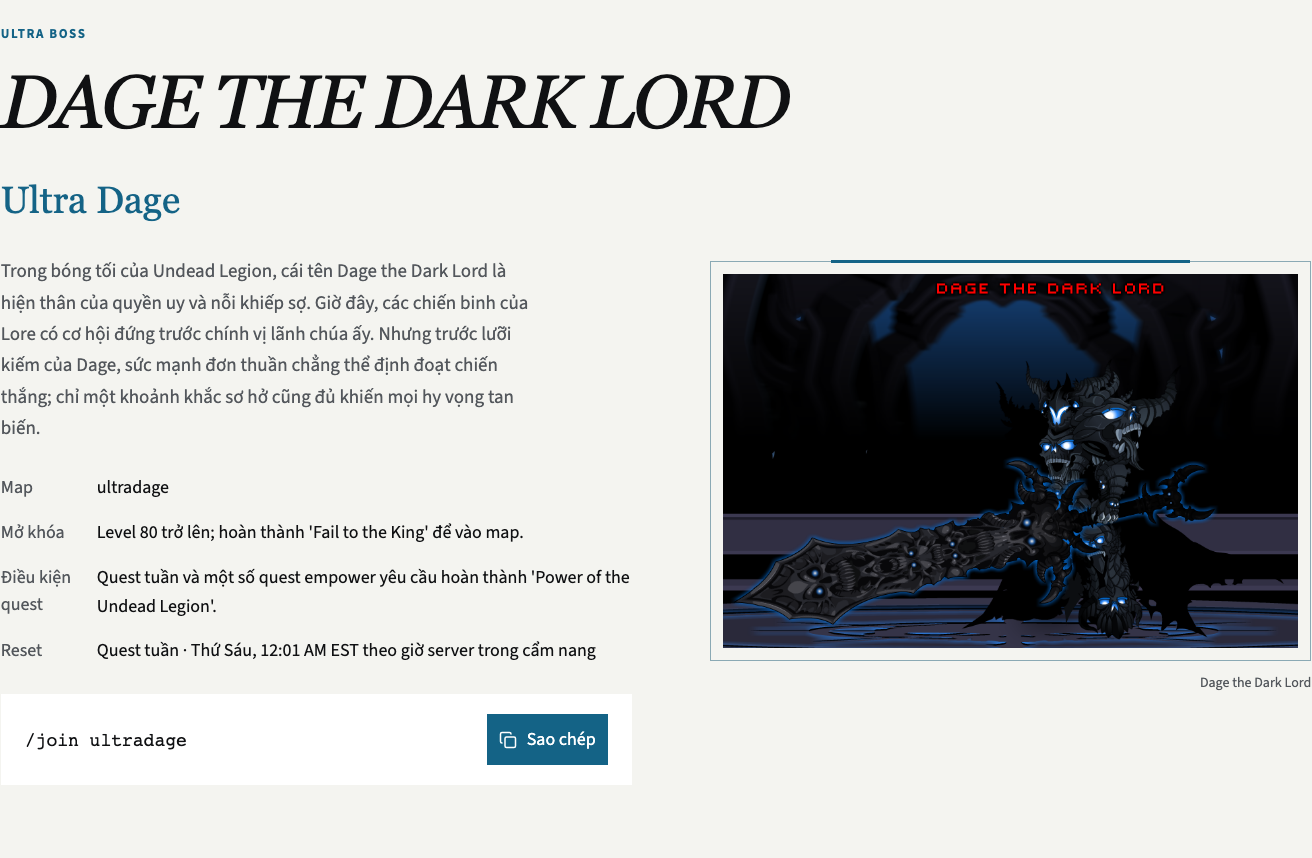 ULTRA BOSS
DAGE THE DARK LORD
Ultra Dage
Trong bóng tối của Undead Legion, cái tên Dage the Dark Lord là
hiện thân của quyền uy và nỗi khiếp sợ. Giờ đây, các chiến binh của
Lore có cơ hội đứng trước chính vị lãnh chúa ấy. Nhưng trước lưỡi
kiếm của Dage, sức mạnh đơn thuần chẳng thể định đoạt chiến
thắng; chỉ một khoảnh khắc sơ hở cũng đủ khiến mọi hy vọng tan
biến.
Map ultradage
Mở khóa Level 80 trở lên; hoàn thành 'Fail to the King' để vào map.
Điều kiện quest Quest tuần và một số quest empower yêu cầu hoàn thành 'Power of the
Undead Legion'.
Reset Quest tuần · Thứ Sáu, 12:01 AM EST theo giờ server trong cẩm nang
/join ultradage
Sao chép
DAGE THE DARK LORD
Dage the Dark Lord